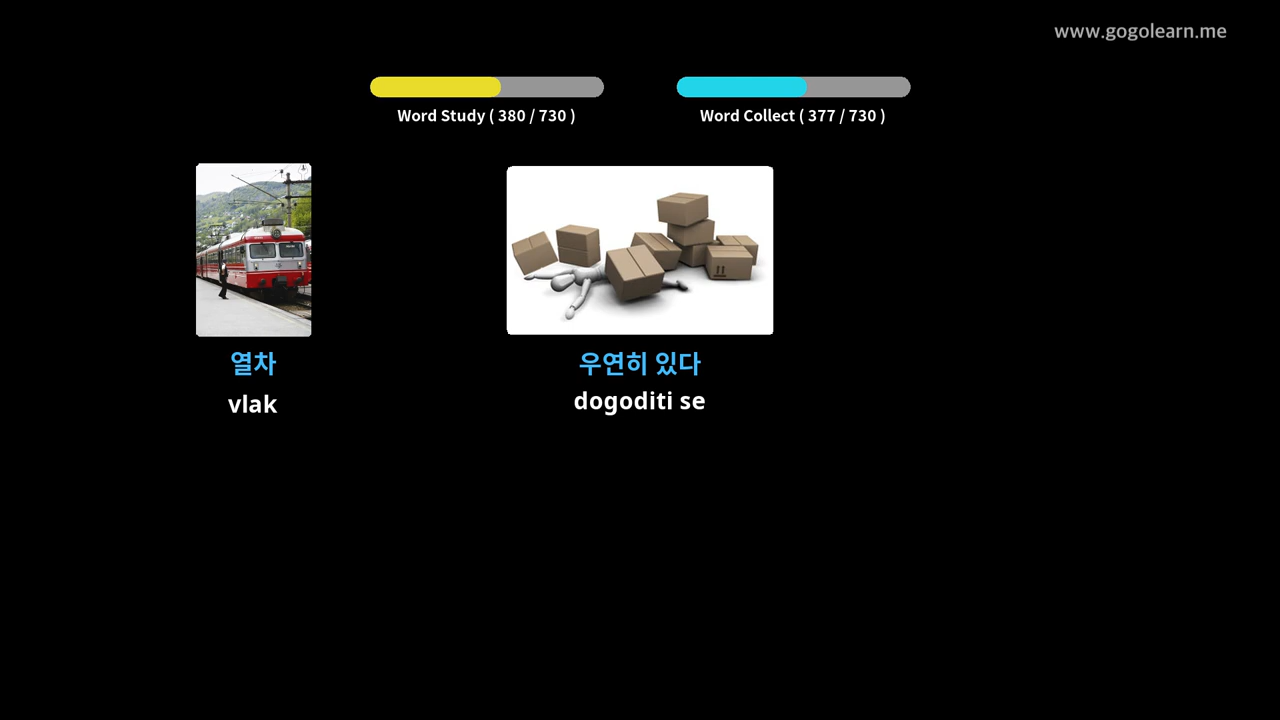 www.gogolearn.me
Word Study ( 380 / 730 )
Word Collect ( 377 / 730 )
열차
vlak
우연히 있다
dogoditi se